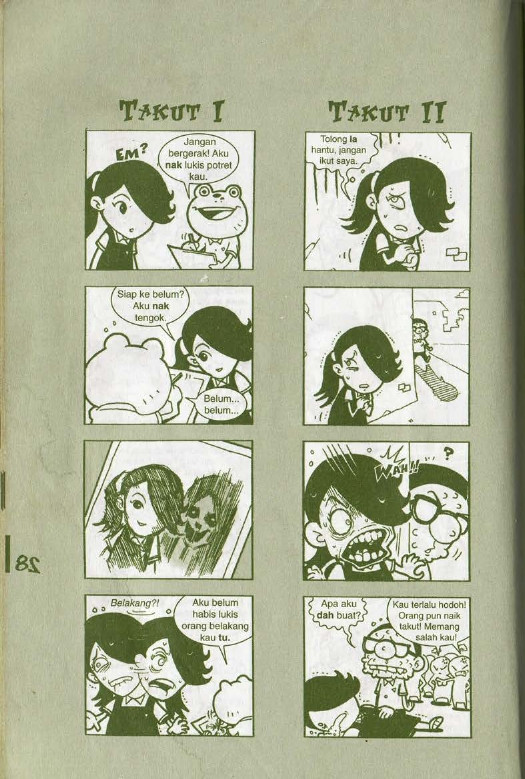 TAKUT I
EM?
Jangan
bergerak! Aku
nak lukis potret
kau.
Siap ke belum?
Aku nak
tengok.
Belum...
belum...
Belakang?!
Aku belum
habis lukis
orang belakang
kau tu.
TAKUT II
Tolong la
hantu, jangan
ikut saya.
WAH!!
?
Apa aku
dah buat?
Kau terlalu hodoh!
Orang pun naik
takut! Memang
salah kau!
28